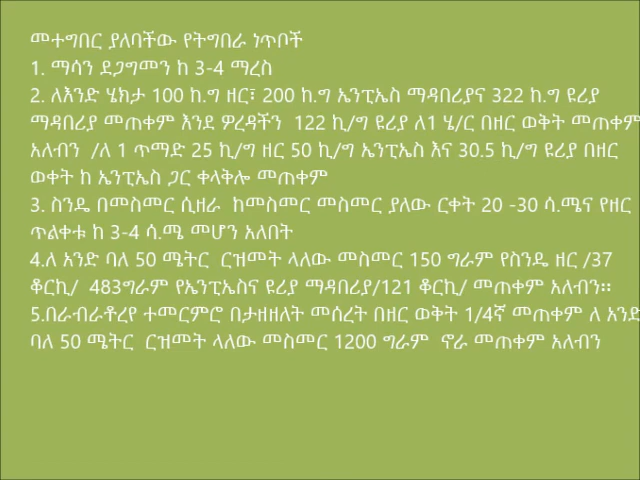 መተግበር ያለባቸው የትግበራ ነጥቦች
1. ማሳን ደጋግመን ከ 3-4 ማረስ
2. ለእንድ ሄክታ 100 ከ.ግ ዘር፣ 200 ከ.ግ ኤንፒኤስ ማዳበሪያና 322 ከ.ግ ዩሪያ
ማዳበሪያ መጠቀም እንደ ዎረዳችን 122 ኪ/ግ ዩሪያ ለ1 ሄ/ር በዘር ወቅት መጠቀም
አለብን /ለ 1 ጥማድ 25 ኪ/ግ ዘር 50 ኪ/ግ ኤንፒኤስ እና 30.5 ኪ/ግ ዩሪያ በዘር
ወቀት ከ ኤንፒኤስ ጋር ቀላቅሎ መጠቀም
3. ስንዴ በመስመር ሲዘራ ከመስመር መስመር ያለው ርቀት 20 -30 ሳ.ሜና የዘር
ጥልቀቱ ከ 3-4 ሳ.ሜ መሆን አለበት
4.ለ አንድ ባለ 50 ሜትር ርዝመት ላለው መስመር 150 ግራም የስንዴ ዘር /37
ቆርኪ/ 483ግራም የኤንፒኤስና ዩሪያ ማዳበሪያ/121 ቆርኪ/ መጠቀም አለብን፡፡
5.በራብራቶረየ ተመርምሮ በታዘዘለት መሰረት በዘር ወቅት 1/4ኛ መጠቀም ለ አንድ
ባለ 50 ሜትር ርዝመት ላለው መስመር 1200 ግራም ኖራ መጠቀም አለብን